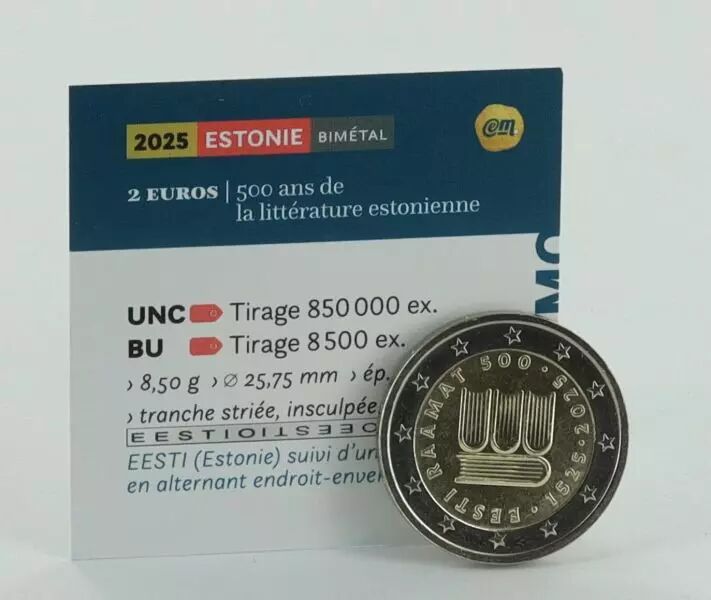 2025 ESTONIE BIMÉTAL
em
2 EUROS | 500 ans de
la littérature estonienne
UNC Tirage 850 000 ex.
BU Tirage 8 500 ex.
› 8,50 g › ∅ 25,75 mm › ép.
› tranche striée, insculpée
EESTI (Estonie) suivi d'un
en alternant endroit-enve
EESTI RAAMAT 500 · 1525 · 2025 ·